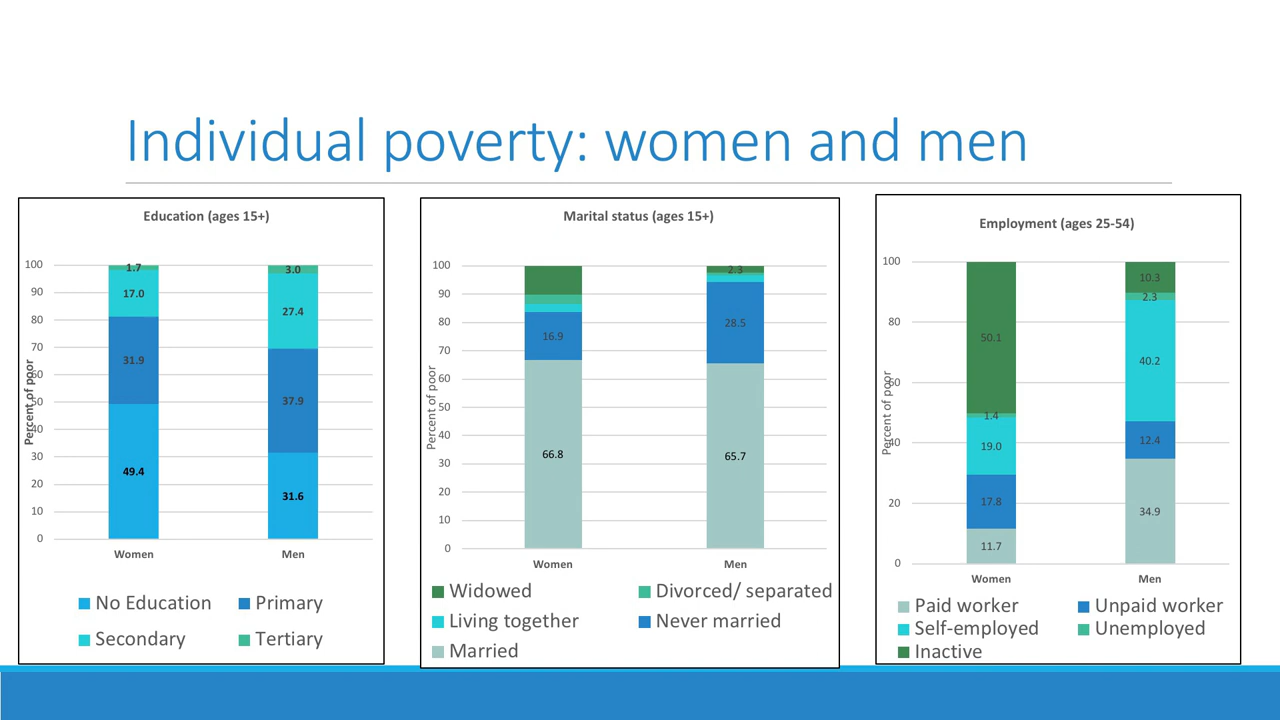 Individual poverty: women and men
Education (ages 15+)
Percent of poor
100
90
80
70
60
50
40
30
20
10
0
1.7
17.0
31.9
49.4
3.0
27.4
37.9
31.6
Women
Men
No Education
Primary
Secondary
Tertiary
Marital status (ages 15+)
Percent of poor
100
90
80
70
60
50
40
30
20
10
0
16.9
66.8
2.3
28.5
65.7
Women
Men
Widowed
Divorced/ separated
Living together
Never married
Married
Employment (ages 25-54)
Percent of poor
100
80
60
40
20
0
50.1
1.4
19.0
17.8
11.7
10.3
2.3
40.2
12.4
34.9
Women
Men
Paid worker
Unpaid worker
Self-employed
Unemployed
Inactive